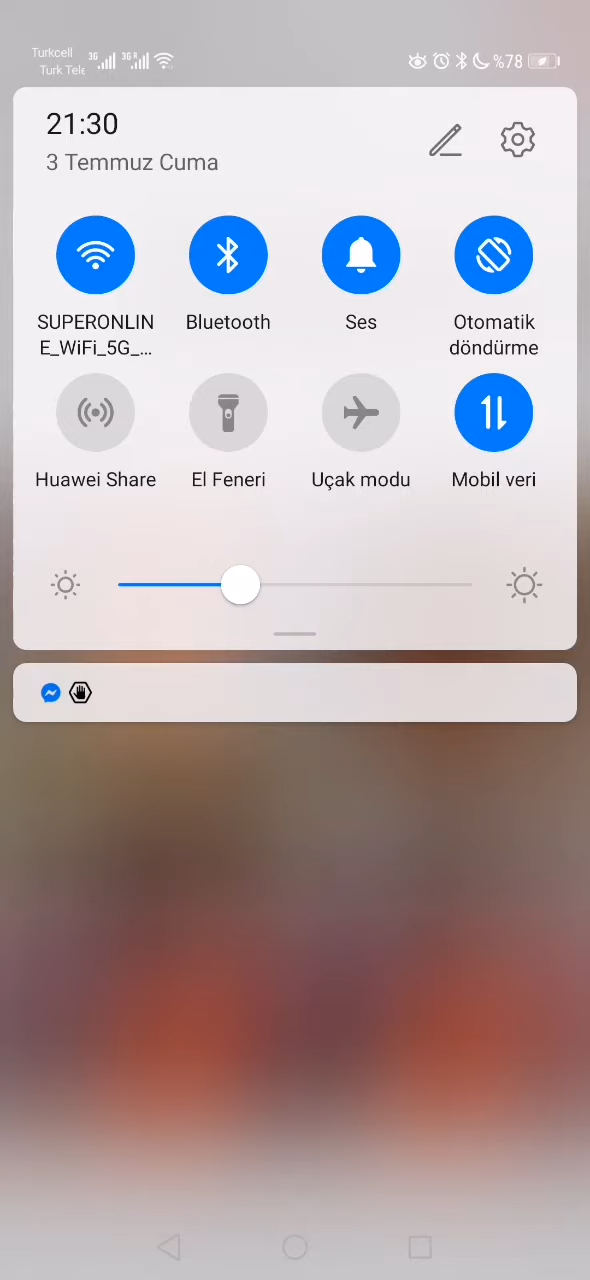 Turkcell
3G 3G R
Türk Tele
%78
21:30
3 Temmuz Cuma
SUPERONLIN
E_WiFi_5G_...
Bluetooth
Ses
Otomatik
döndürme
Huawei Share
El Feneri
Uçak modu
Mobil veri